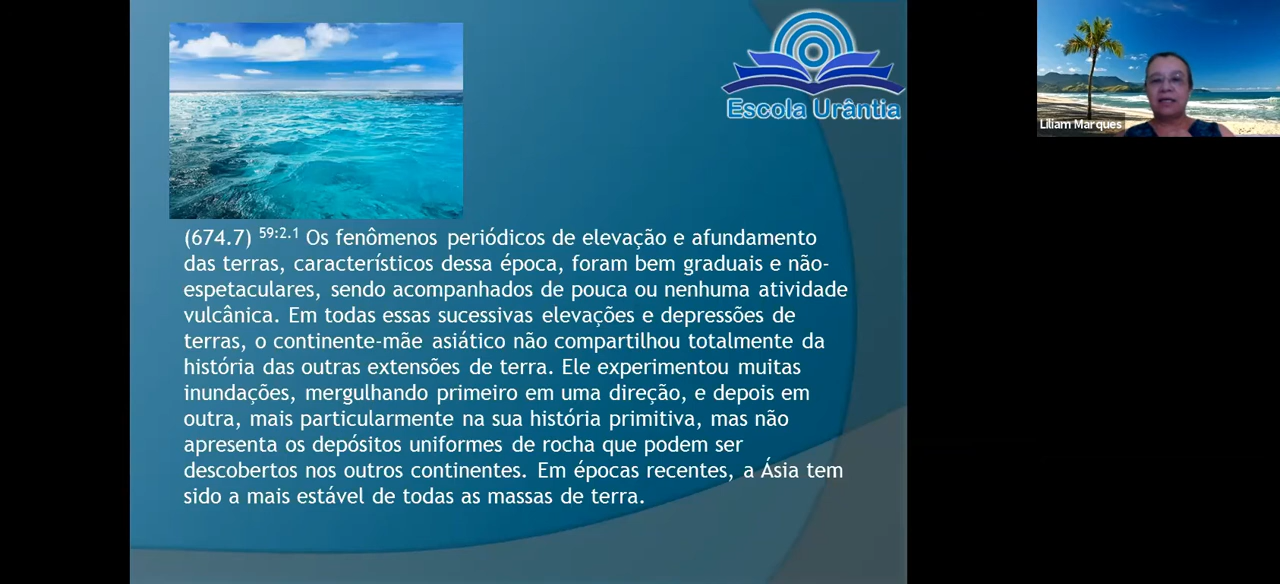 Escola Urântia
Liliam Marques
(674.7) 59:2.1 Os fenômenos periódicos de elevação e afundamento
das terras, característicos dessa época, foram bem graduais e não-
espetaculares, sendo acompanhados de pouca ou nenhuma atividade
vulcânica. Em todas essas sucessivas elevações e depressões de
terras, o continente-mãe asiático não compartilhou totalmente da
história das outras extensões de terra. Ele experimentou muitas
inundações, mergulhando primeiro em uma direção, e depois em
outra, mais particularmente na sua história primitiva, mas não
apresenta os depósitos uniformes de rocha que podem ser
descobertos nos outros continentes. Em épocas recentes, a Ásia tem
sido a mais estável de todas as massas de terra.